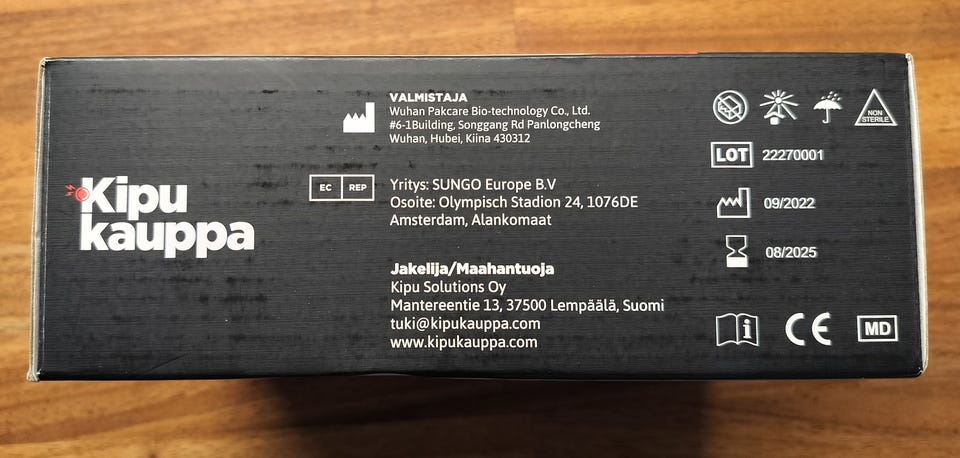 Kipu
kauppa
VALMISTAJA
Wuhan Pakcare Bio-technology Co., Ltd.
#6-1Building, Songgang Rd Panlongcheng
Wuhan, Hubei, Kiina 430312
EC REP
Yritys: SUNGO Europe B.V
Osoite: Olympisch Stadion 24, 1076DE
Amsterdam, Alankomaat
Jakelija/Maahantuoja
Kipu Solutions Oy
Mantereentie 13, 37500 Lempäälä, Suomi
tuki@kipukauppa.com
www.kipukauppa.com
NON
STERILE
LOT 22270001
09/2022
08/2025
i CE MD